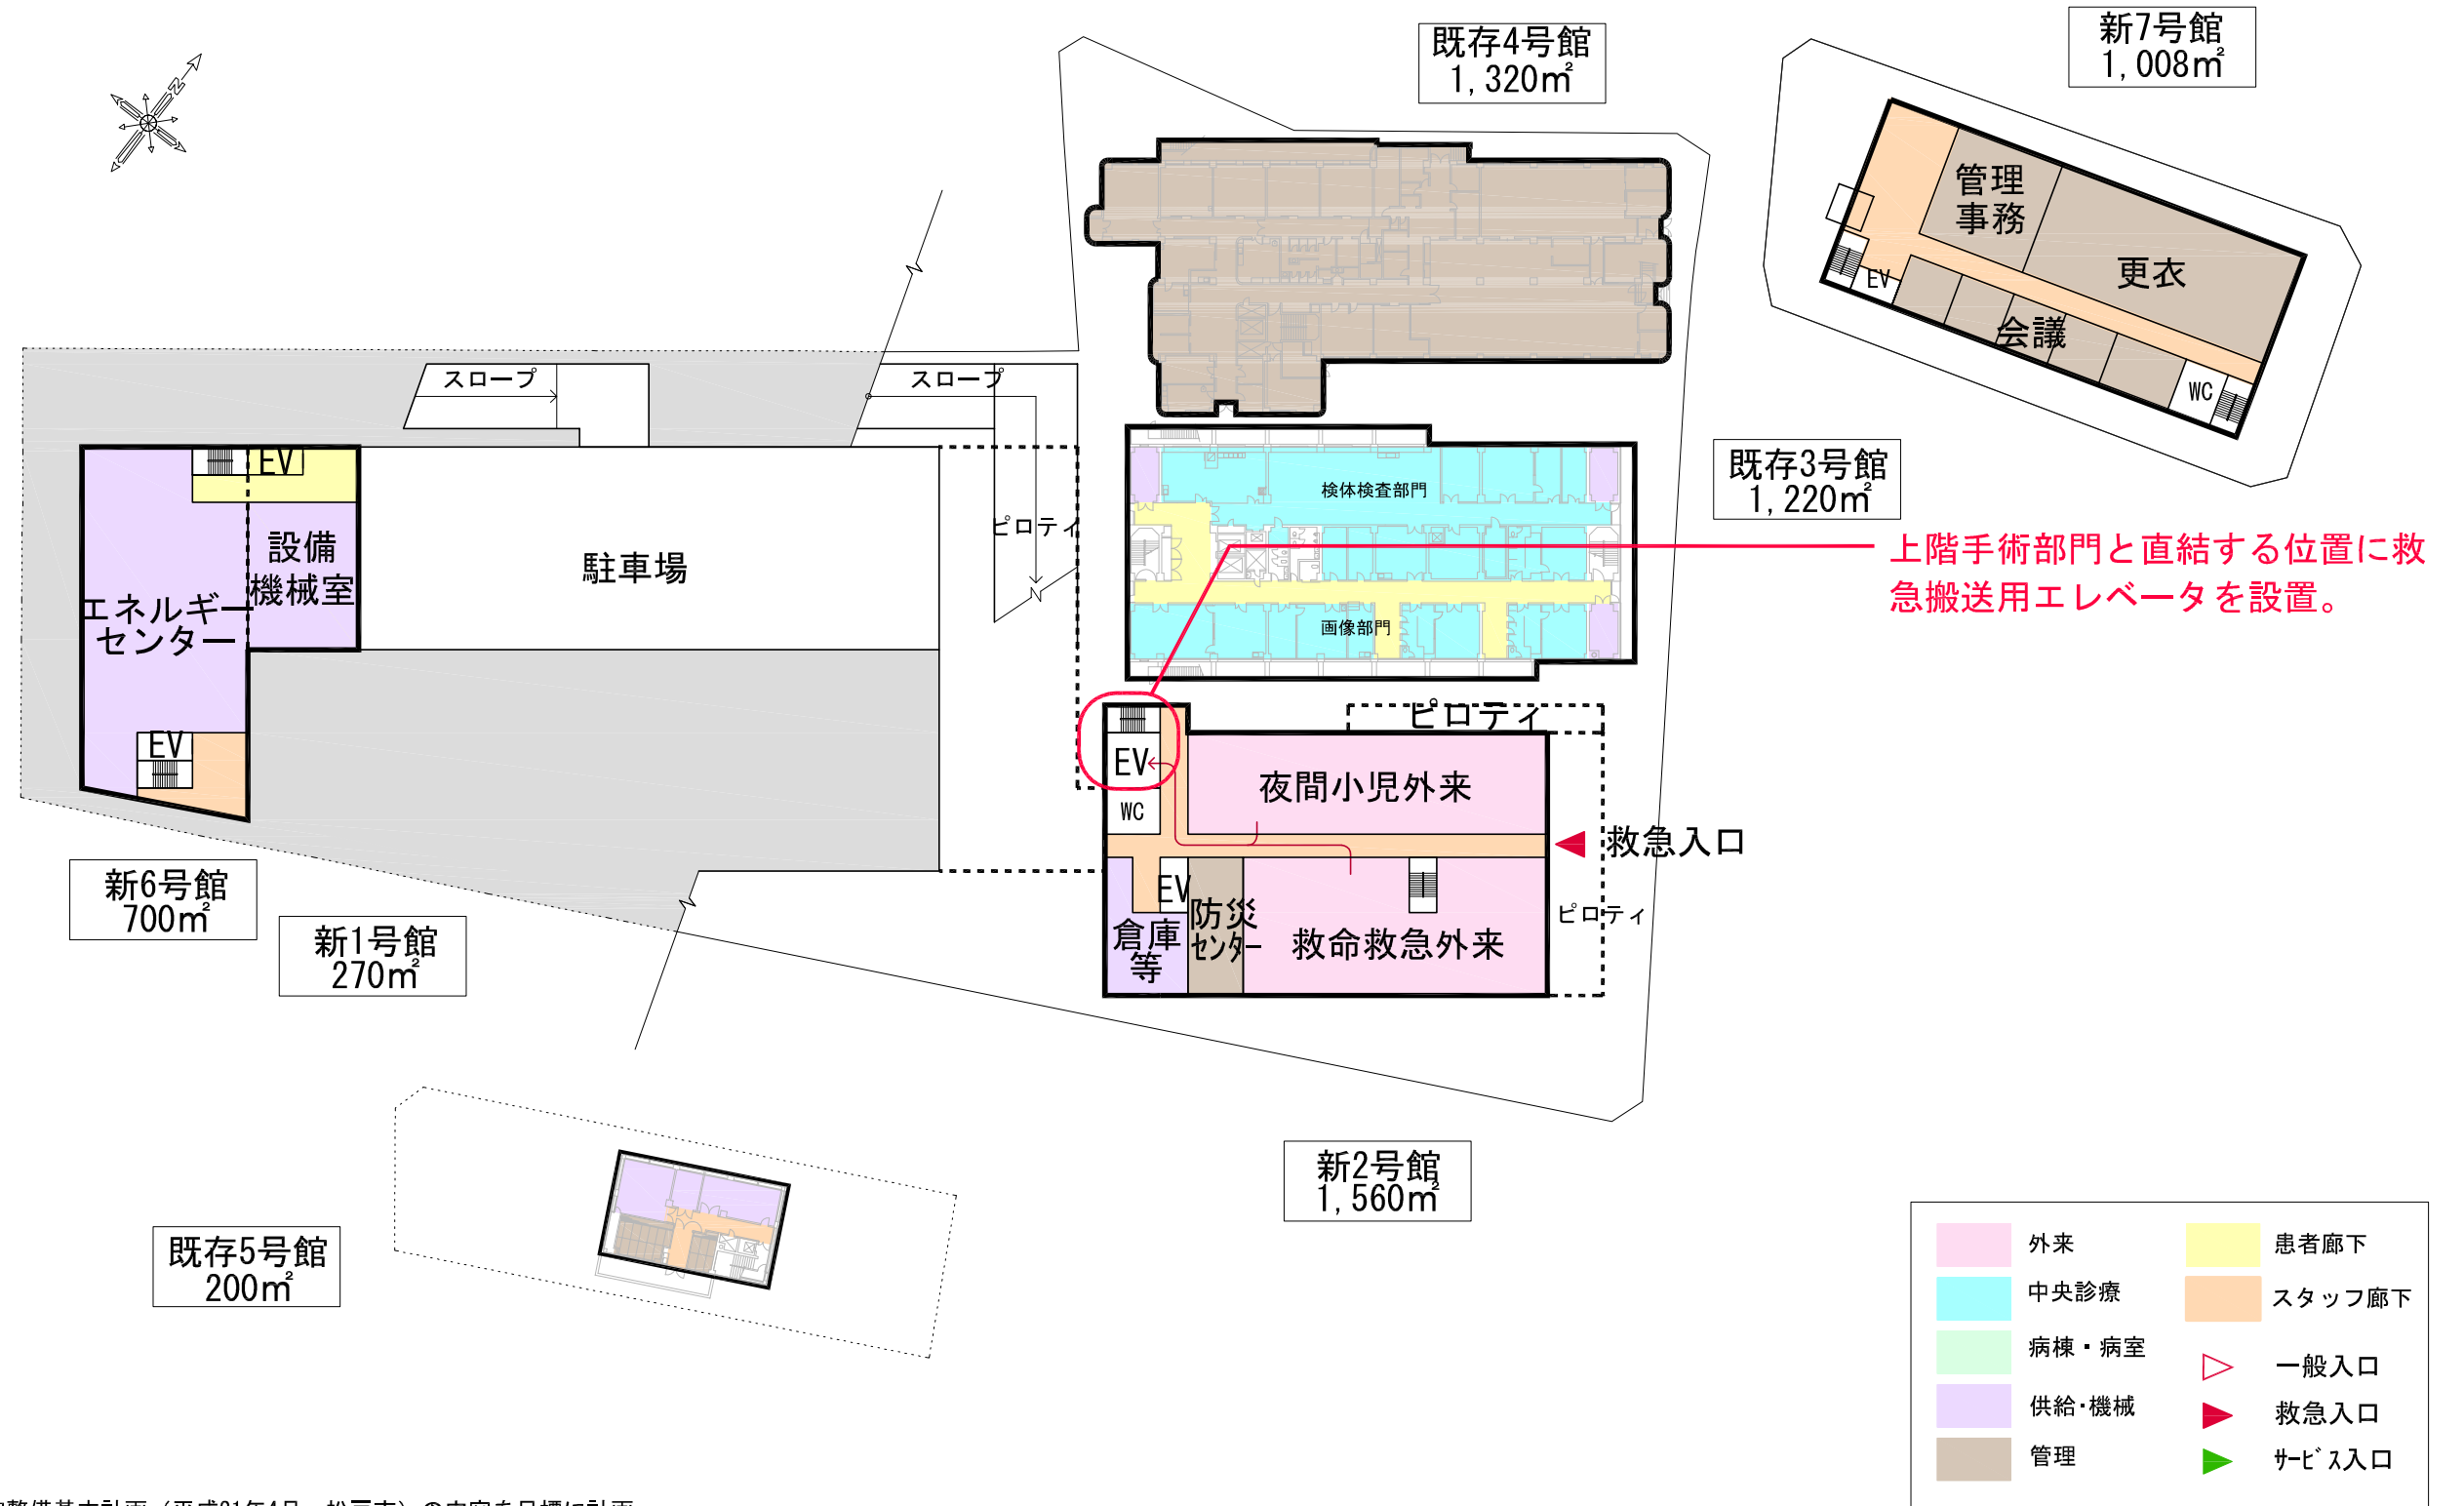 既存4号館
1,320㎡
新7号館
1,008㎡
N
管理
事務
更衣
EV
会議
WC
スロープ
スロープ
EV
ピロティ
検体検査部門
既存3号館
1,220㎡
設備
機械室
駐車場
エネルギー
センター
画像部門
上階手術部門と直結する位置に救
急搬送用エレベータを設置。
EV
ピロティ
EV
夜間小児外来
WC
救急入口
EV
防災
センター
倉庫
等
救命救急外来
ピロティ
新6号館
700㎡
新1号館
270㎡
新2号館
1,560㎡
既存5号館
200㎡
外来
患者廊下
中央診療
スタッフ廊下
病棟・病室
一般入口
供給・機械
救急入口
管理
サービス入口